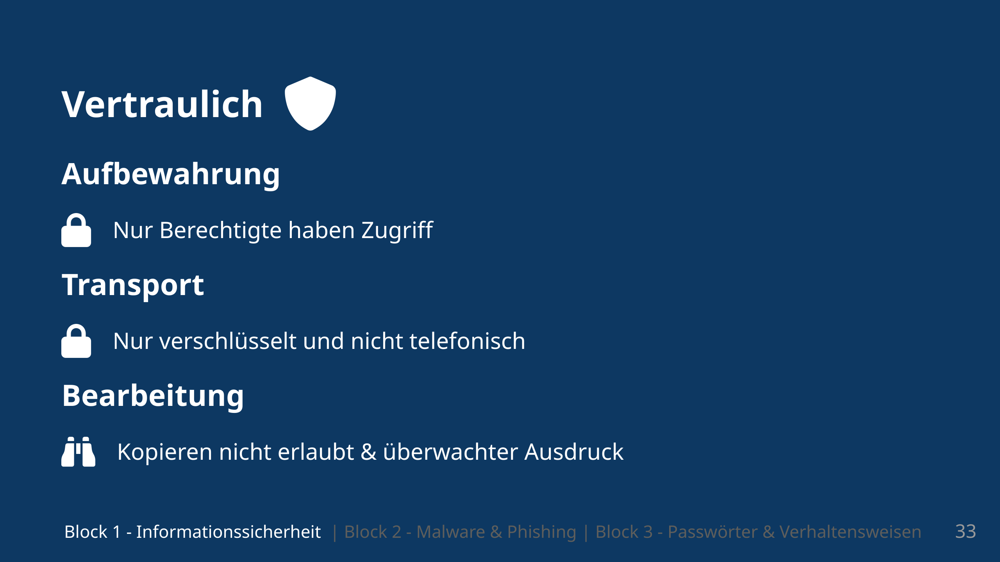 Vertraulich
Aufbewahrung
Nur Berechtigte haben Zugriff
Transport
Nur verschlüsselt und nicht telefonisch
Bearbeitung
Kopieren nicht erlaubt & überwachter Ausdruck
Block 1 - Informationssicherheit | Block 2 - Malware & Phishing | Block 3 - Passwörter & Verhaltensweisen 33